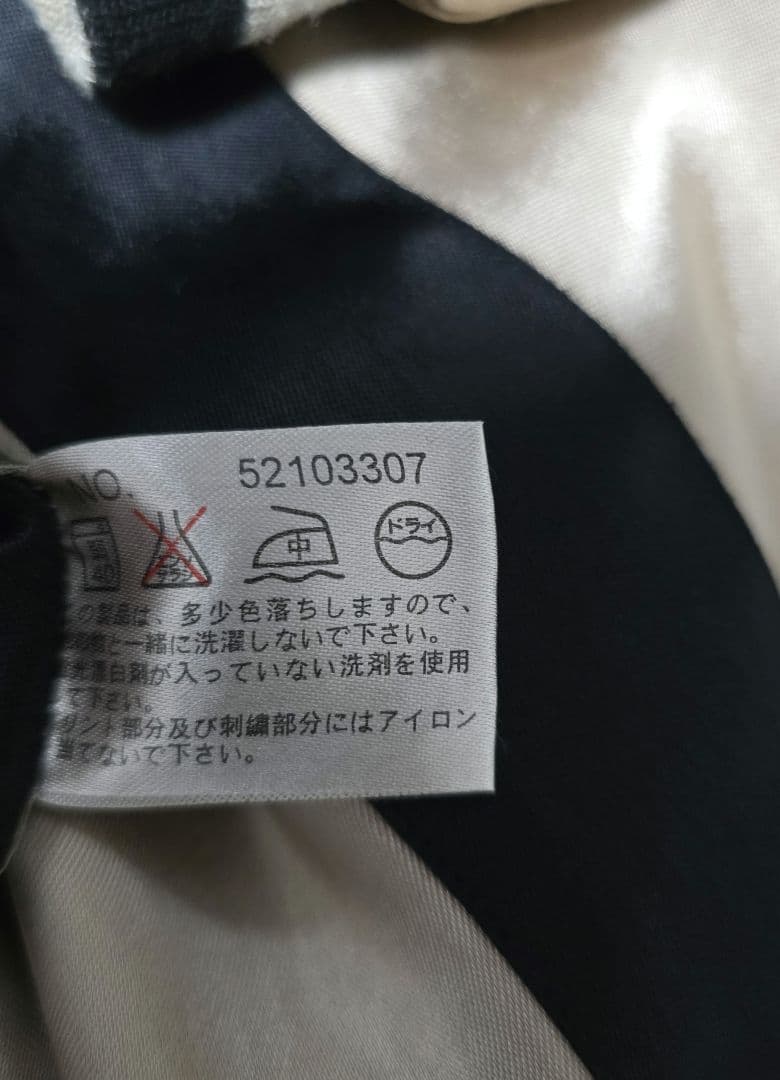 NO. 52103307
中 ドライ
製品は、多少色落ちしますので、
と一緒に洗濯しないで下さい。
白剤が入っていない洗剤を使用
て下さい。
ント部分及び刺繍部分にはアイロン
てないで下さい。